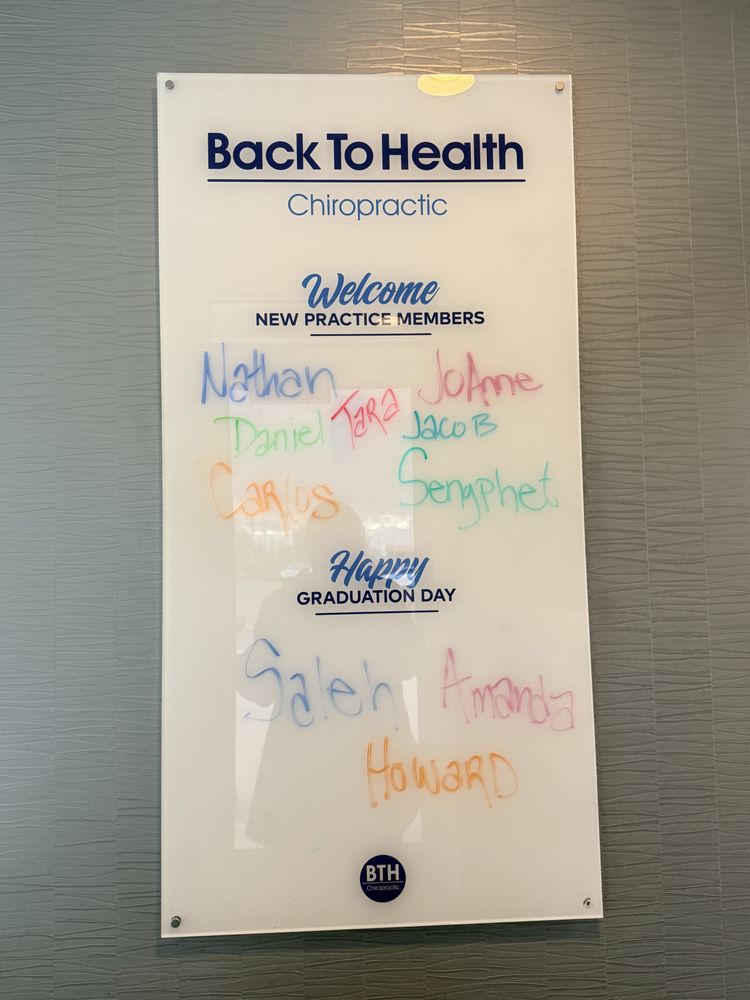 Back To Health
Chiropractic
Welcome
NEW PRACTICE MEMBERS
Nathan JoAnne
Daniel Tara Jacob
Carlos Sengphet
Happy
GRADUATION DAY
Saleh Amanda
Howard
BTH
Chiropractic